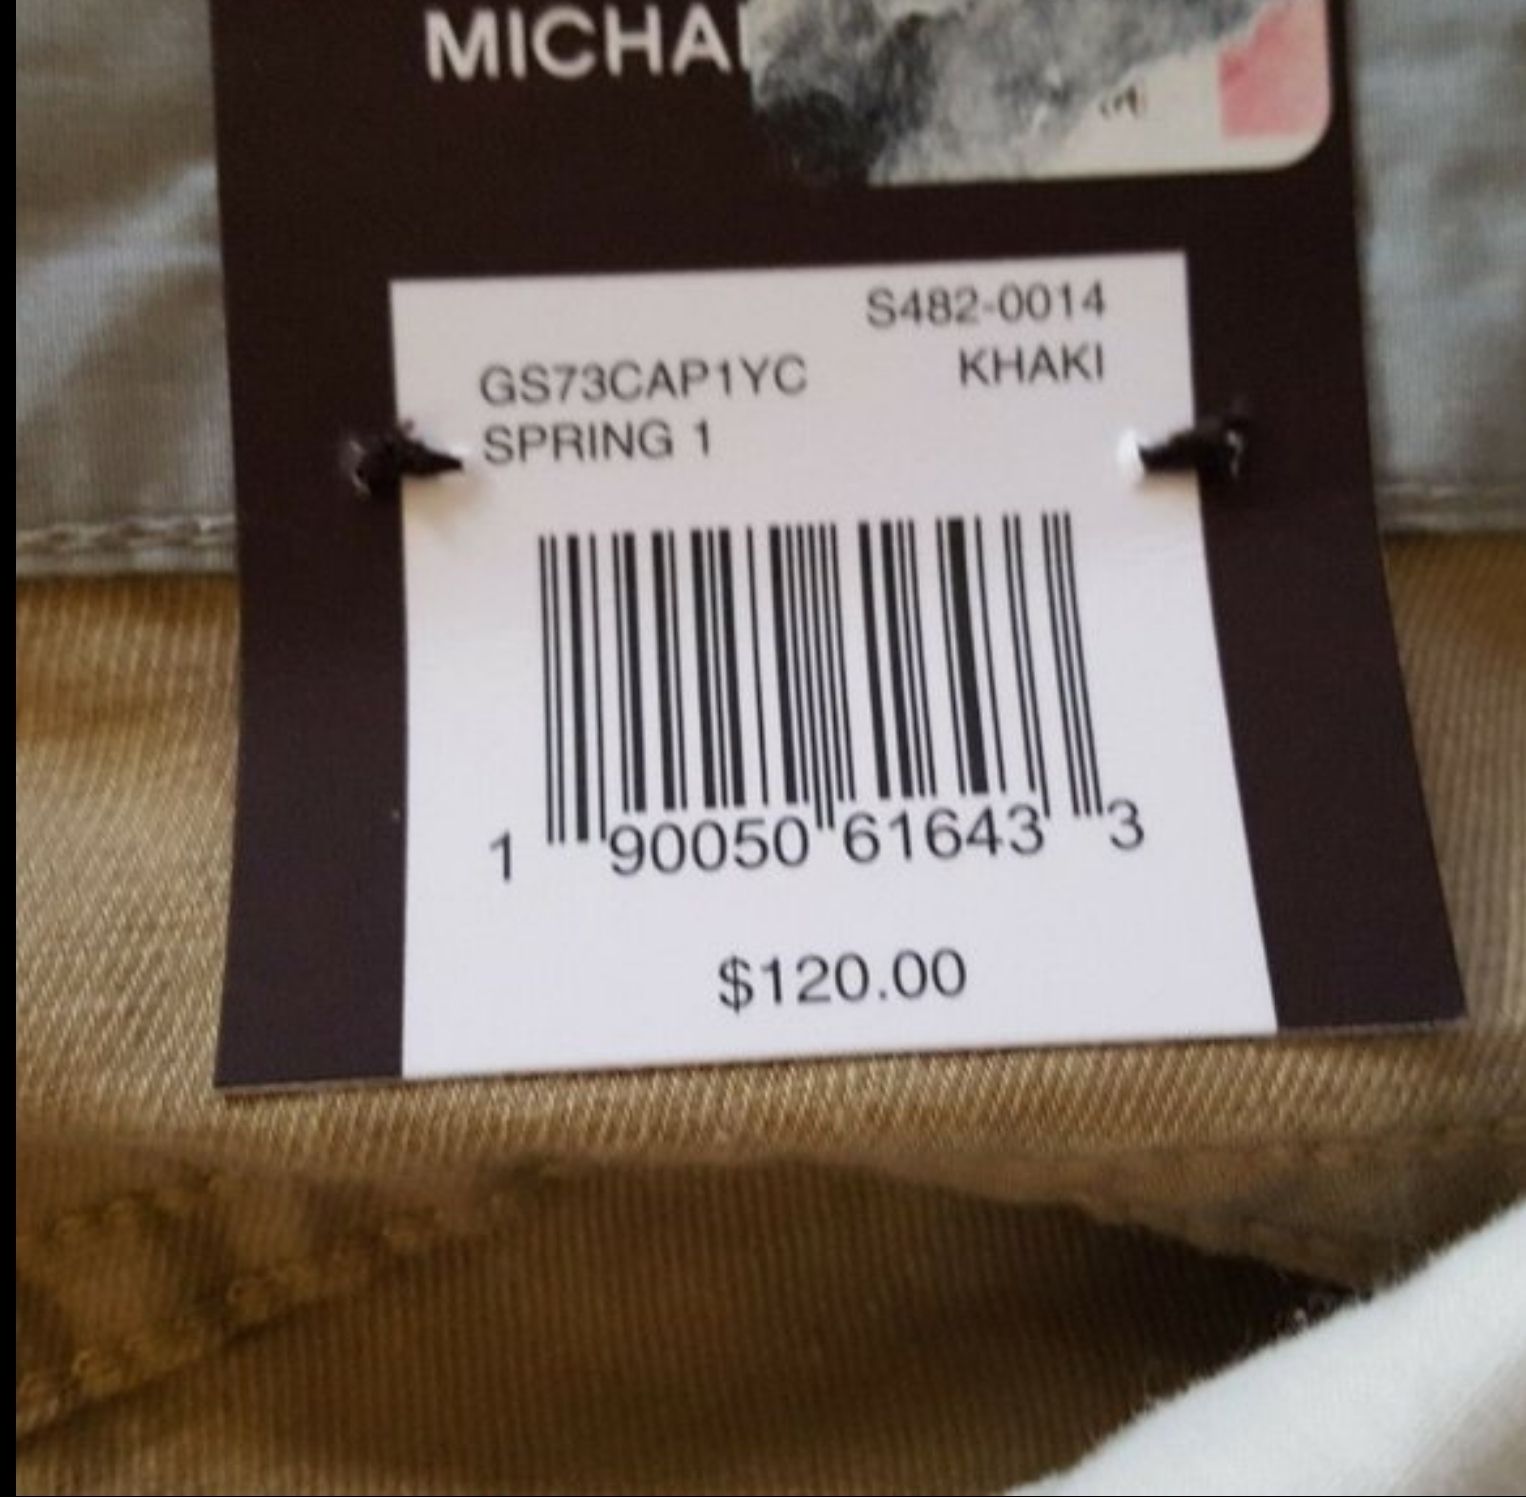 MICHA
S482-0014
GS73CAP1YC KHAKI
SPRING 1
1 90050 61643 3
$120.00